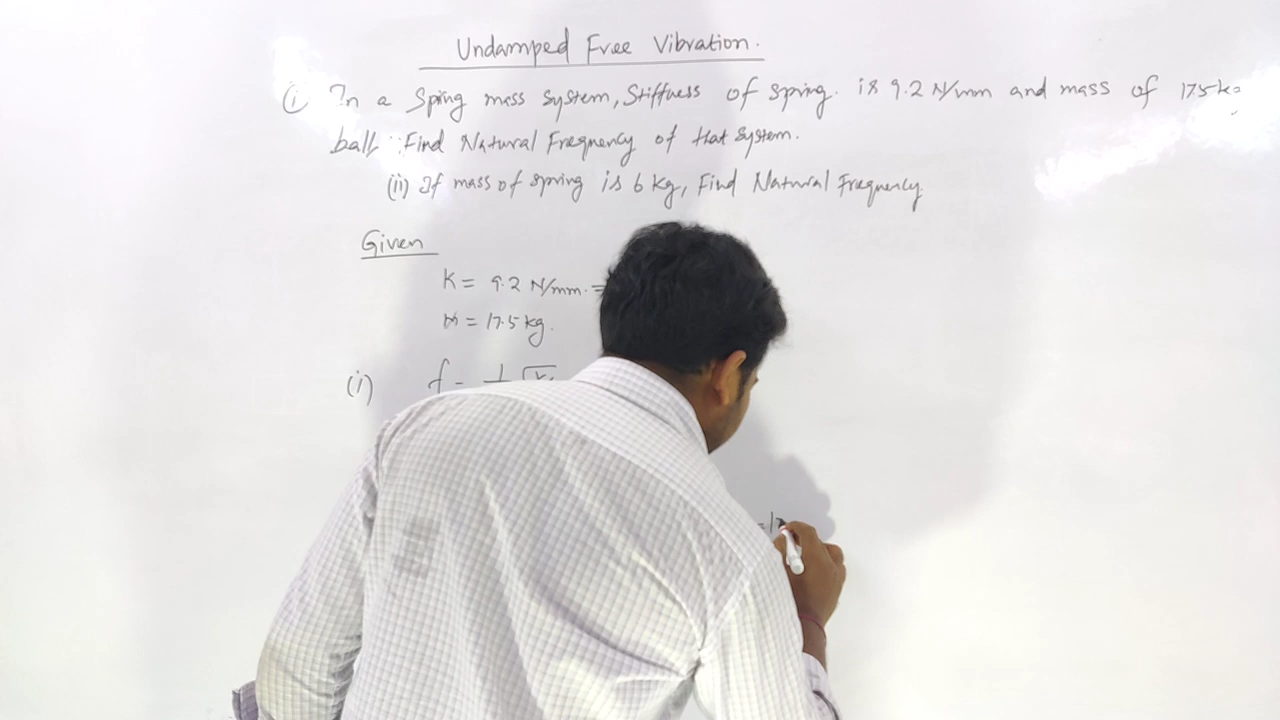 Undamped Free Vibration.
(i) In a Spring mass System, Stiffness of Spring. is 9.2 N/mm and mass of 17.5
ball. Find Natural Frequency of that System.
(ii) If mass of spring is 6 kg, Find Natural Frequency
Given
K = 9.2 N/mm. =
M = 17.5 kg.
(i) f =